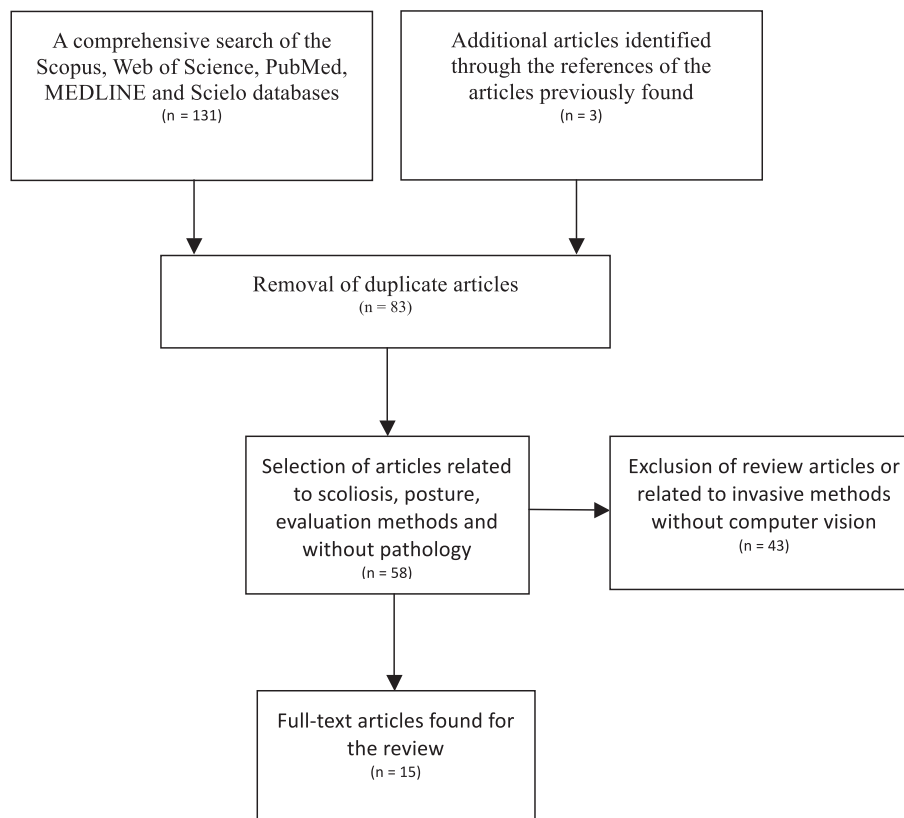 A comprehensive search of the
Scopus, Web of Science, PubMed,
MEDLINE and Scielo databases
(n = 131)
Additional articles identified
through the references of the
articles previously found
(n = 3)
Removal of duplicate articles
(n = 83)
Selection of articles related
to scoliosis, posture,
evaluation methods and
without pathology
(n = 58)
Exclusion of review articles or
related to invasive methods
without computer vision
(n = 43)
Full-text articles found for
the review
(n = 15)